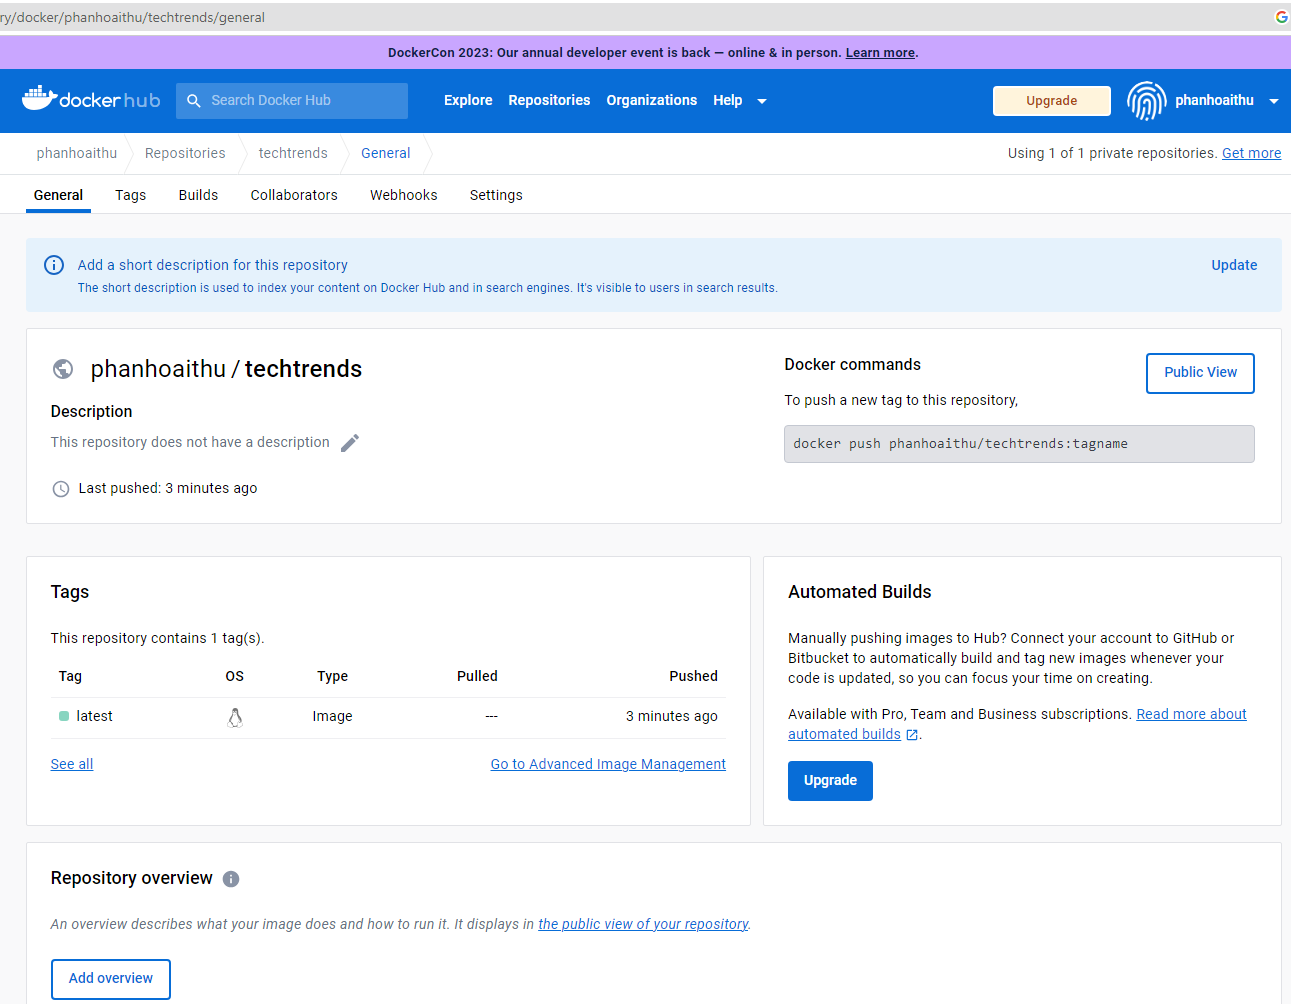 ry/docker/phanhoaithu/techtrends/general
DockerCon 2023: Our annual developer event is back — online & in person. Learn more.
docker hub
Search Docker Hub
Explore Repositories Organizations Help
Upgrade
phanhoaithu
phanhoaithu Repositories techtrends General
Using 1 of 1 private repositories. Get more
General Tags Builds Collaborators Webhooks Settings
Add a short description for this repository
Update
The short description is used to index your content on Docker Hub and in search engines. It's visible to users in search results.
phanhoaithu / techtrends
Description
This repository does not have a description
Last pushed: 3 minutes ago
Docker commands
Public View
To push a new tag to this repository,
docker push phanhoaithu/techtrends:tagname
Tags
This repository contains 1 tag(s).
Tag OS Type Pulled Pushed
latest Image --- 3 minutes ago
See all
Go to Advanced Image Management
Automated Builds
Manually pushing images to Hub? Connect your account to GitHub or
Bitbucket to automatically build and tag new images whenever your
code is updated, so you can focus your time on creating.
Available with Pro, Team and Business subscriptions. Read more about
automated builds .
Upgrade
Repository overview
An overview describes what your image does and how to run it. It displays in the public view of your repository.
Add overview